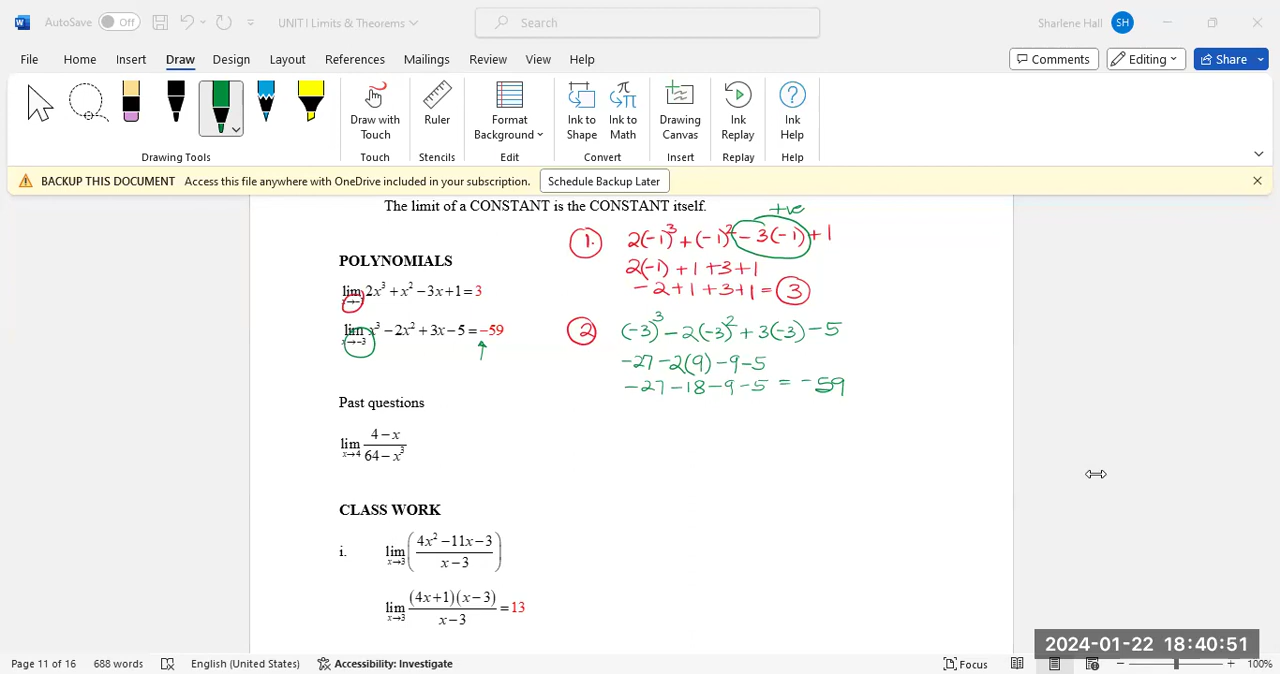 AutoSave Off UNIT I Limits & Theorems Search Sharlene Hall SH
File Home Insert Draw Design Layout References Mailings Review View Help Comments Editing Share
Draw with Touch Ruler Format Background Ink to Shape Ink to Math Drawing Canvas Ink Replay Ink Help
Drawing Tools Touch Stencils Edit Convert Insert Replay Help
BACKUP THIS DOCUMENT Access this file anywhere with OneDrive included in your subscription. Schedule Backup Later
The limit of a CONSTANT is the CONSTANT itself.
+ve
1. 2(-1)³ + (-1)² - 3(-1) + 1
2(-1) + 1 + 3 + 1
-2 + 1 + 3 + 1 = 3
POLYNOMIALS
lim x→-1 2x³ + x² − 3x + 1 = 3
lim x→−3 x³ − 2x² + 3x − 5 = −59
2 (-3)³ - 2(-3)² + 3(-3) - 5
-27 - 2(9) - 9 - 5
-27 - 18 - 9 - 5 = -59
Past questions
lim x→4 (4 − x)/(64 − x³)
CLASS WORK
i. lim x→3 ((4x² − 11x − 3)/(x − 3))
lim x→3 (4x + 1)(x − 3)/(x − 3) = 13
2024-01-22 18:40:51
Page 11 of 16 688 words English (United States) Accessibility: Investigate Focus 100%